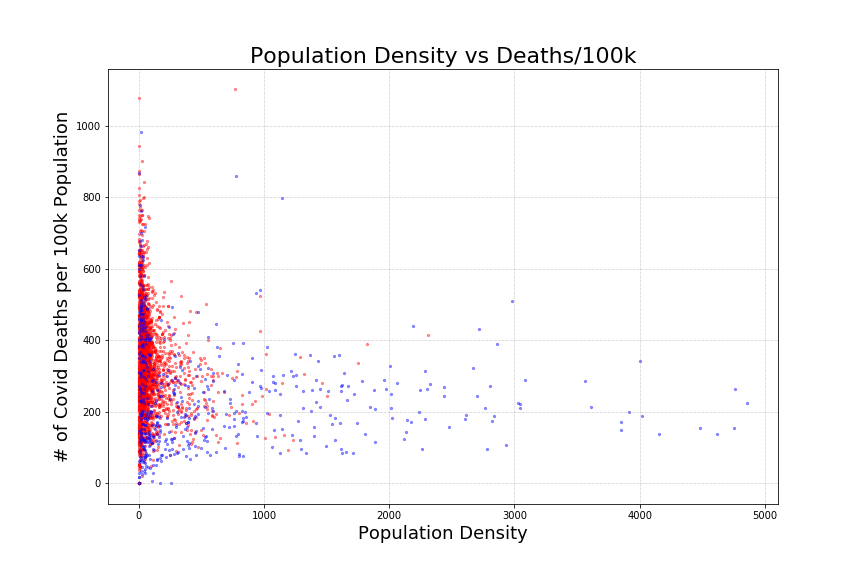 Population Density vs Deaths/100k
# of Covid Deaths per 100k Population
1000
800
600
400
200
0
0 1000 2000 3000 4000 5000
Population Density